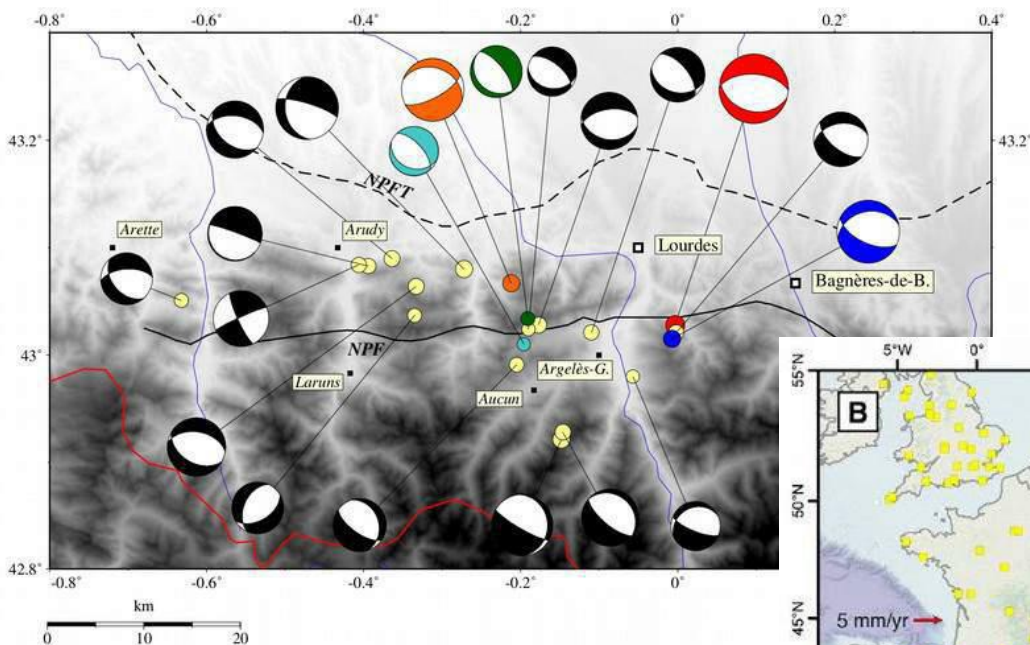 -0.8° -0.6° -0.4° -0.2° 0° 0.2° 0.4°
43.2° 43.2°
NPFT
Arette Arudy Lourdes
Bagnères-de-B.
43° NPF
Laruns Argelès-G.
Aucun
42.8°
-0.8° -0.6° -0.4° -0.2° 0°
km
0 10 20
5°W 0°
55°N
B
50°N
45°N
5 mm/yr